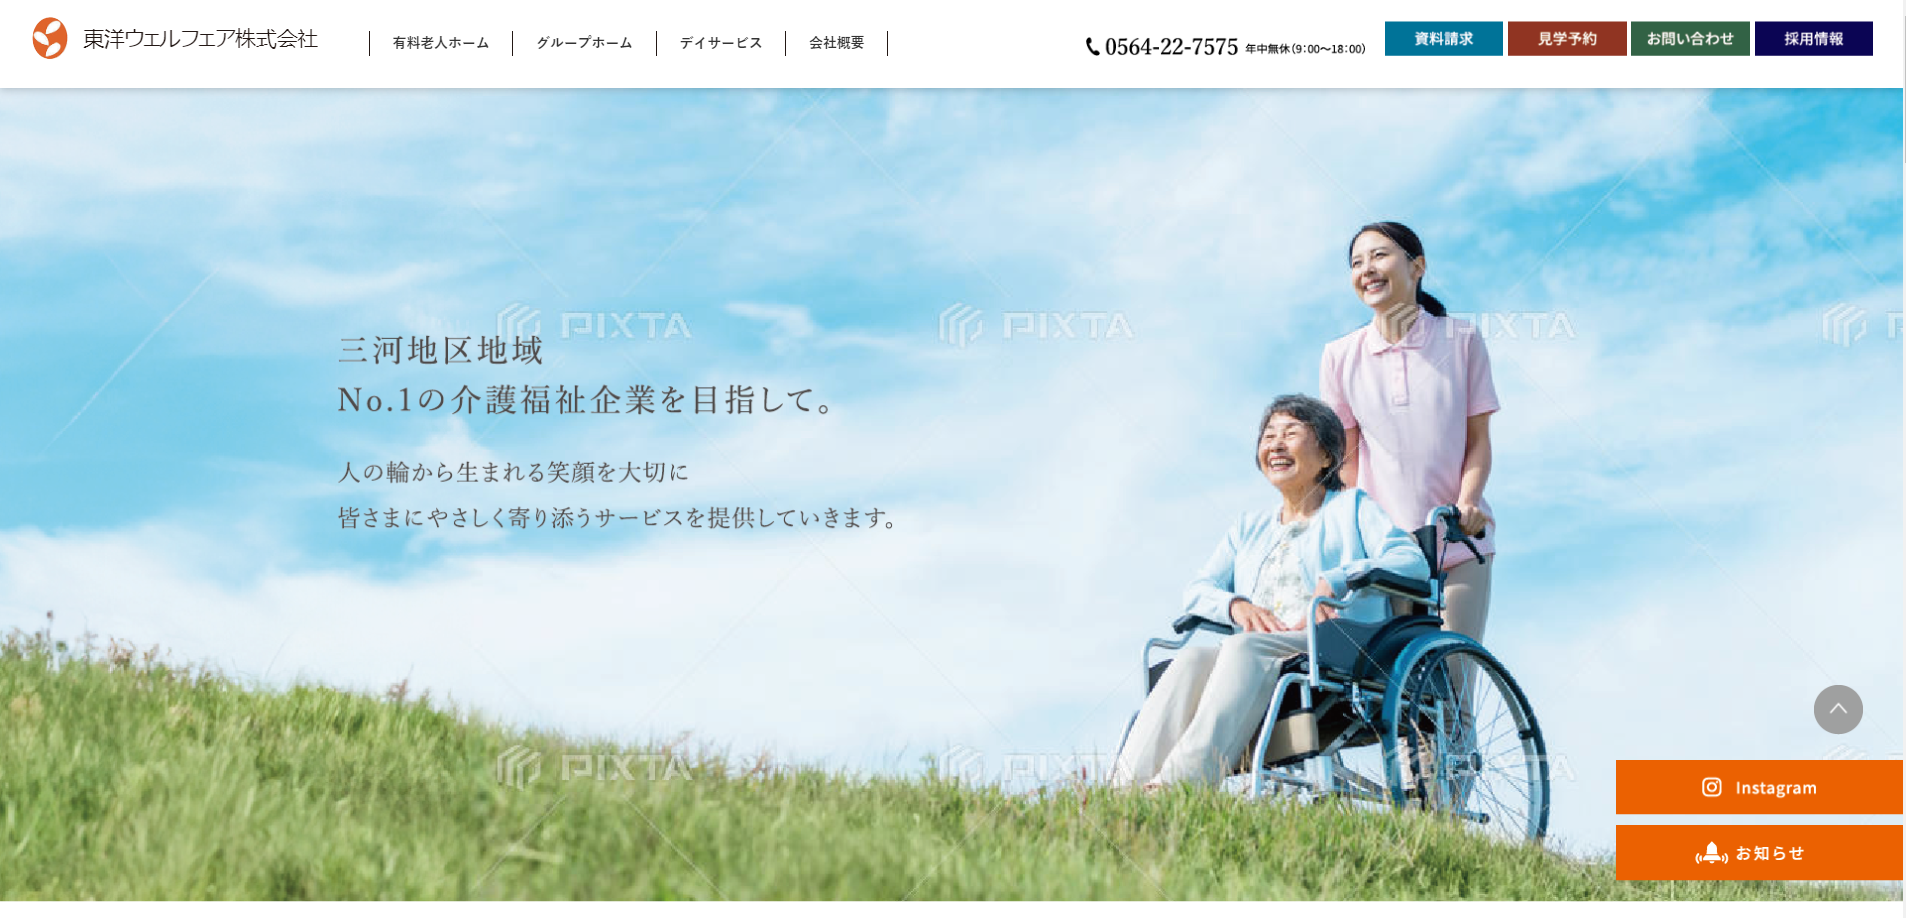 東洋ウェルフェア株式会社
有料老人ホーム
グループホーム
デイサービス
会社概要
0564-22-7575 年中無休(9:00〜18:00)
資料請求
見学予約
お問い合わせ
採用情報
三河地区地域
No.1の介護福祉企業を目指して。
人の輪から生まれる笑顔を大切に
皆さまにやさしく寄り添うサービスを提供していきます。
PIXTA
PIXTA
PIXTA
P
PIXTA
PIXTA
PIXTA
Instagram
お知らせ